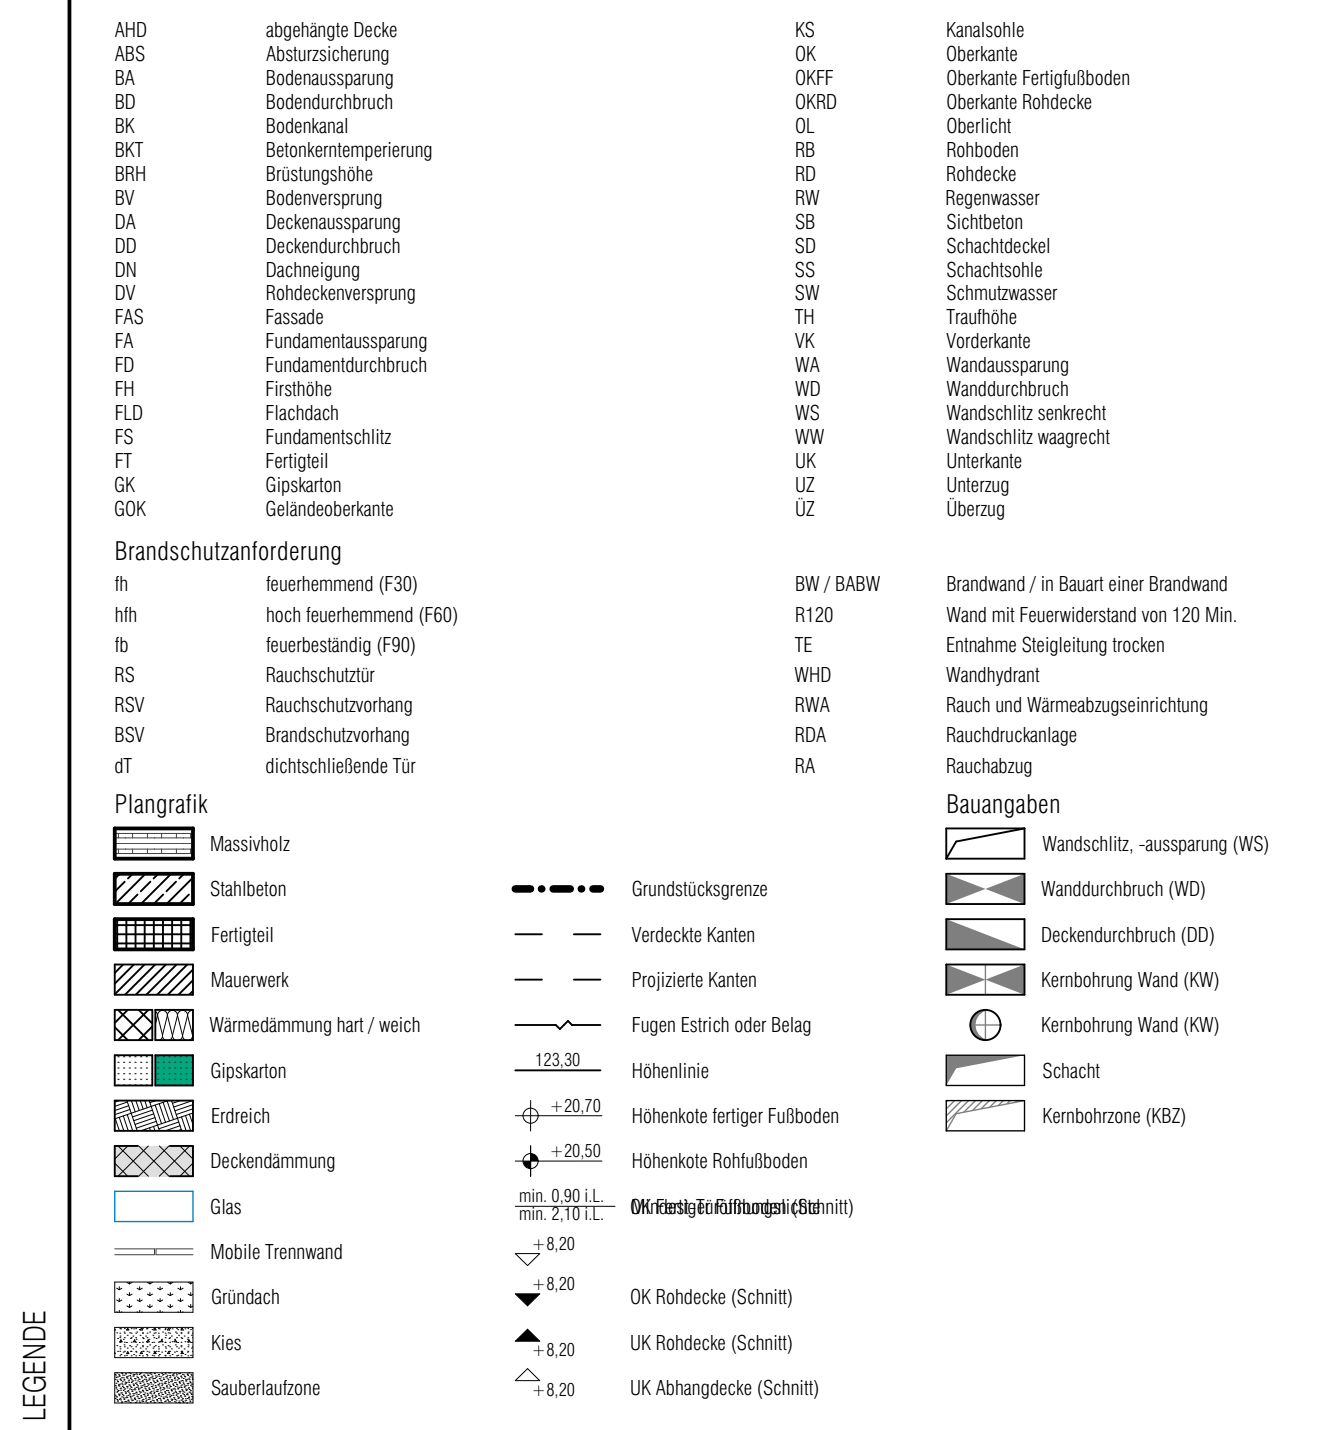 AHD abgehängte Decke KS Kanalsohle
ABS Absturzsicherung OK Oberkante
BA Bodenaussparung OKFF Oberkante Fertigfußboden
BD Bodendurchbruch OKRD Oberkante Rohdecke
BK Bodenkanal OL Oberlicht
BKT Betonkerntemperierung RB Rohboden
BRH Brüstungshöhe RD Rohdecke
BV Bodenversprung RW Regenwasser
DA Deckenaussparung SB Sichtbeton
DD Deckendurchbruch SD Schachtdeckel
DN Dachneigung SS Schachtsohle
DV Rohdeckenversprung SW Schmutzwasser
FAS Fassade TH Traufhöhe
FA Fundamentaussparung VK Vorderkante
FD Fundamentdurchbruch WA Wandaussparung
FH Firsthöhe WD Wanddurchbruch
FLD Flachdach WS Wandschlitz senkrecht
FS Fundamentschlitz WW Wandschlitz waagrecht
FT Fertigteil UK Unterkante
GK Gipskarton UZ Unterzug
GOK Geländeoberkante ÜZ Überzug
Brandschutzanforderung
fh feuerhemmend (F30) BW / BABW Brandwand / in Bauart einer Brandwand
hfh hoch feuerhemmend (F60) R120 Wand mit Feuerwiderstand von 120 Min.
fb feuerbeständig (F90) TE Entnahme Steigleitung trocken
RS Rauchschutztür WHD Wandhydrant
RSV Rauchschutzvorhang RWA Rauch und Wärmeabzugseinrichtung
BSV Brandschutzvorhang RDA Rauchdruckanlage
dT dichtschließende Tür RA Rauchabzug
Plangrafik Bauangaben
Massivholz Wandschlitz, -aussparung (WS)
Stahlbeton Grundstücksgrenze Wanddurchbruch (WD)
Fertigteil Verdeckte Kanten Deckendurchbruch (DD)
Mauerwerk Projizierte Kanten Kernbohrung Wand (KW)
Wärmedämmung hart / weich Fugen Estrich oder Belag Kernbohrung Wand (KW)
Gipskarton 123,30 Höhenlinie Schacht
Erdreich +20,70 Höhenkote fertiger Fußboden Kernbohrzone (KBZ)
Deckendämmung +20,50 Höhenkote Rohfußboden
Glas min. 0,90 i.L. (Schnitt)
min. 2,10 i.L.
Mobile Trennwand +8,20
Gründach +8,20 OK Rohdecke (Schnitt)
Kies +8,20 UK Rohdecke (Schnitt)
Sauberlaufzone +8,20 UK Abhangdecke (Schnitt)
LEGENDE